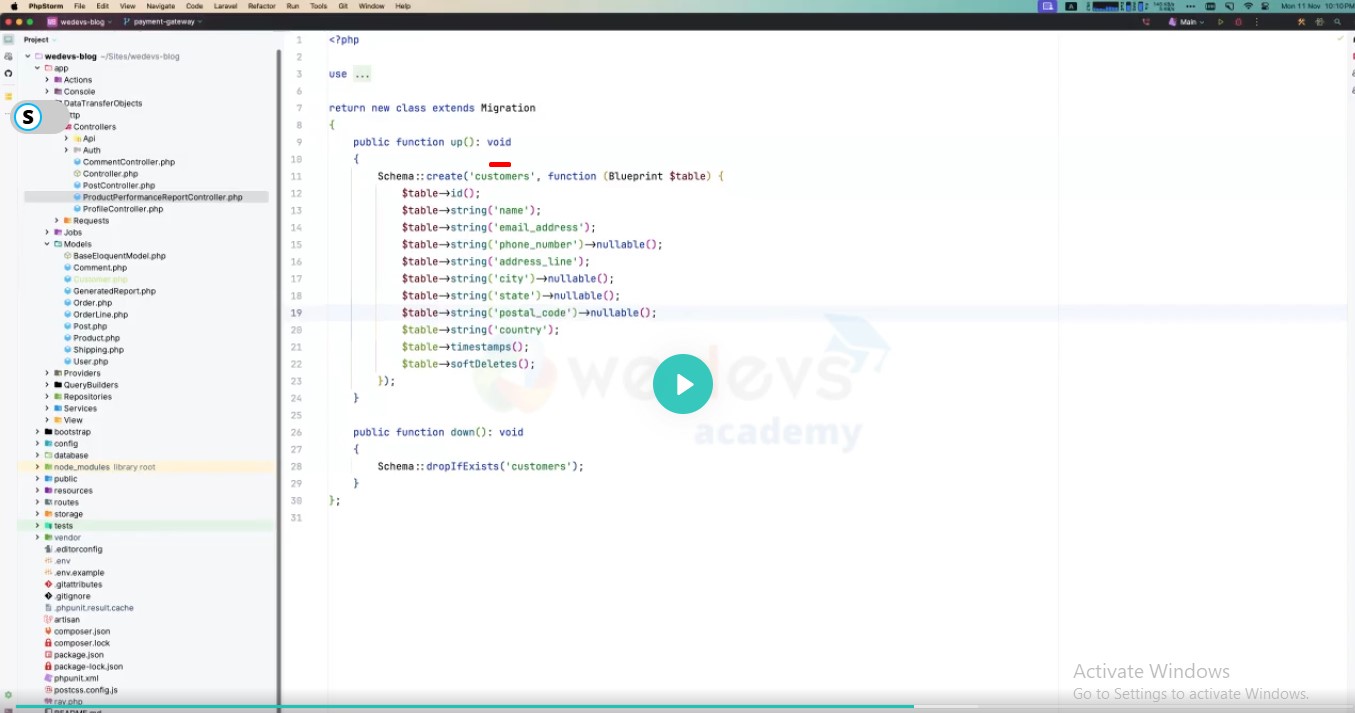 PhpStorm File Edit View Navigate Code Laravel Refactor Run Tools Git Window Help
Mon 11 Nov 10:10PM
wedevs-blog payment-gateway Main
Project
wedevs-blog ~/Sites/wedevs-blog
app
Actions
Console
DataTransferObjects
ttp
S
Controllers
Api
Auth
CommentController.php
Controller.php
PostController.php
ProductPerformanceReportController.php
ProfileController.php
Requests
Jobs
Models
BaseEloquentModel.php
Comment.php
Customer.php
GeneratedReport.php
Order.php
OrderLine.php
Post.php
Product.php
Shipping.php
User.php
Providers
QueryBuilders
Repositories
Services
View
bootstrap
config
database
node_modules library root
public
resources
routes
storage
tests
vendor
.editorconfig
.env
.env.example
.gitattributes
.gitignore
.phpunit.result.cache
artisan
composer.json
composer.lock
package.json
package-lock.json
phpunit.xml
postcss.config.js
ray.php
README.md
1 <?php
2
3 use ...
6
7 return new class extends Migration
8 {
9 public function up(): void
10 {
11 Schema::create('customers', function (Blueprint $table) {
12 $table->id();
13 $table->string('name');
14 $table->string('email_address');
15 $table->string('phone_number')->nullable();
16 $table->string('address_line');
17 $table->string('city')->nullable();
18 $table->string('state')->nullable();
19 $table->string('postal_code')->nullable();
20 $table->string('country');
21 $table->timestamps();
22 $table->softDeletes();
23 });
24 }
25
26 public function down(): void
27 {
28 Schema::dropIfExists('customers');
29 }
30 };
31
wedevs
academy
Activate Windows
Go to Settings to activate Windows.